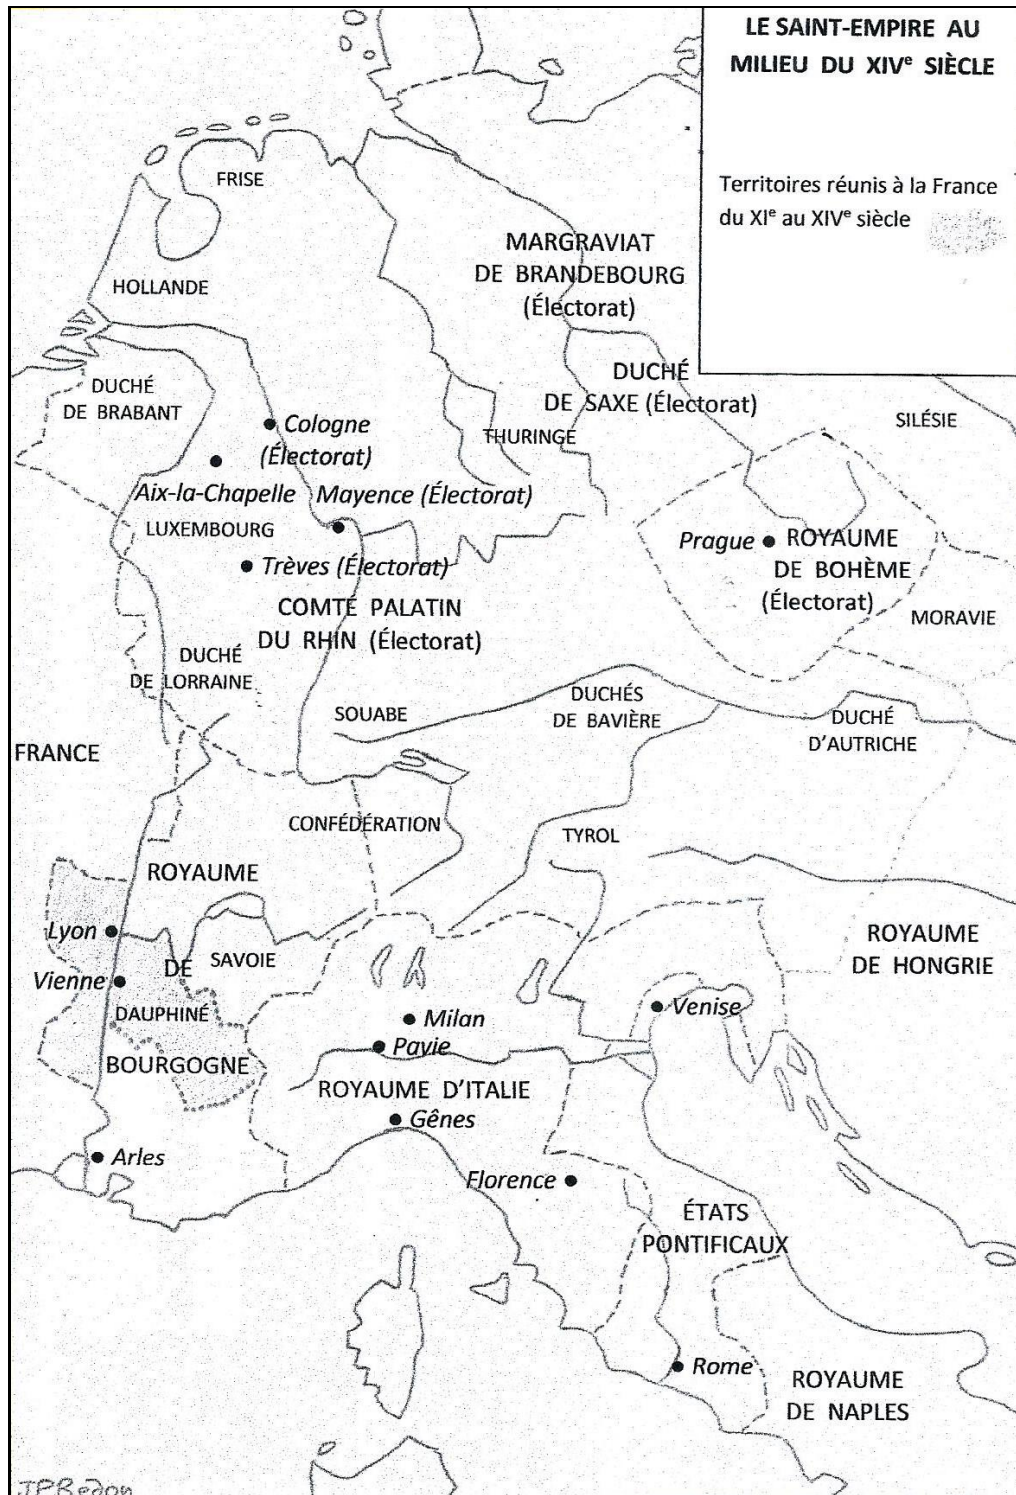 LE SAINT-EMPIRE AU
MILIEU DU XIVe SIÈCLE
Territoires réunis à la France
du XIe au XIVe siècle
FRISE
MARGRAVIAT
DE BRANDEBOURG
(Électorat)
HOLLANDE
DUCHÉ
DE BRABANT
DUCHÉ
DE SAXE (Électorat)
SILÉSIE
Cologne
(Électorat)
THURINGE
Aix-la-Chapelle
Mayence (Électorat)
LUXEMBOURG
Prague
ROYAUME
DE BOHÈME
(Électorat)
Trèves (Électorat)
COMTÉ PALATIN
DU RHIN (Électorat)
MORAVIE
DUCHÉ
DE LORRAINE
SOUABE
DUCHÉS
DE BAVIÈRE
DUCHÉ
D'AUTRICHE
FRANCE
CONFÉDÉRATION
TYROL
ROYAUME
Lyon
ROYAUME
DE HONGRIE
DE
SAVOIE
Vienne
DAUPHINÉ
Milan
Venise
Pavie
BOURGOGNE
ROYAUME D'ITALIE
Gênes
Arles
Florence
ÉTATS
PONTIFICAUX
Rome
ROYAUME
DE NAPLES
JPRedon